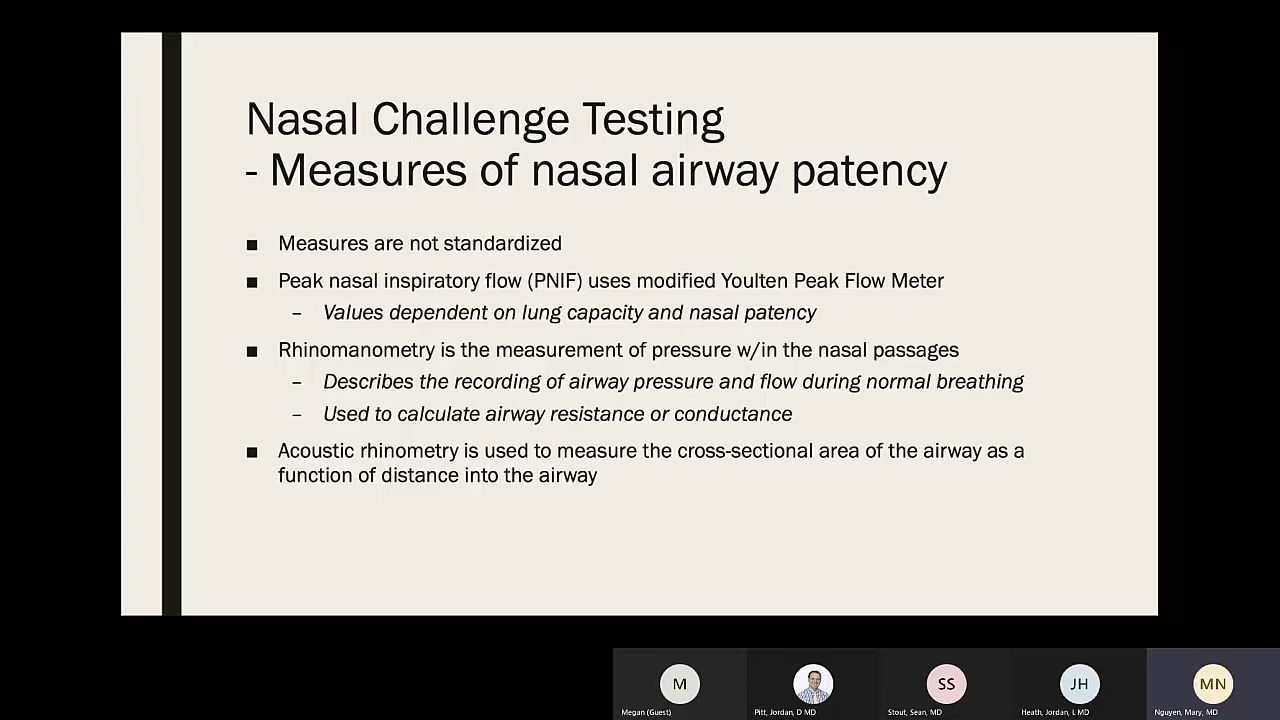 Nasal Challenge Testing
- Measures of nasal airway patency
■ Measures are not standardized
■ Peak nasal inspiratory flow (PNIF) uses modified Youlten Peak Flow Meter
– Values dependent on lung capacity and nasal patency
■ Rhinomanometry is the measurement of pressure w/in the nasal passages
– Describes the recording of airway pressure and flow during normal breathing
– Used to calculate airway resistance or conductance
■ Acoustic rhinometry is used to measure the cross-sectional area of the airway as a
function of distance into the airway
M
SS
JH
MN
Megan (Guest)
Pitt, Jordan, D MD
Stout, Sean, MD
Heath, Jordan, L MD
Nguyen, Mary, MD